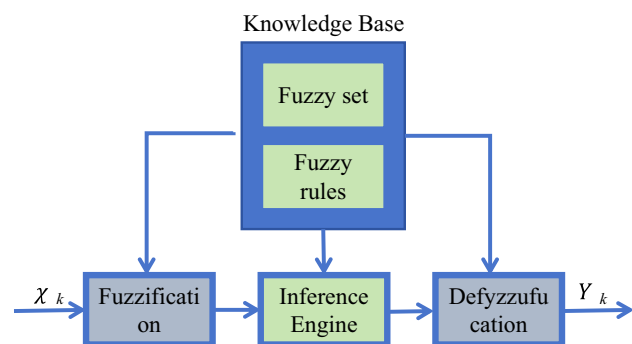 Knowledge Base
Fuzzy set
Fuzzy
rules
χ k
Fuzzificati
on
Inference
Engine
Defyzzufu
cation
Y k